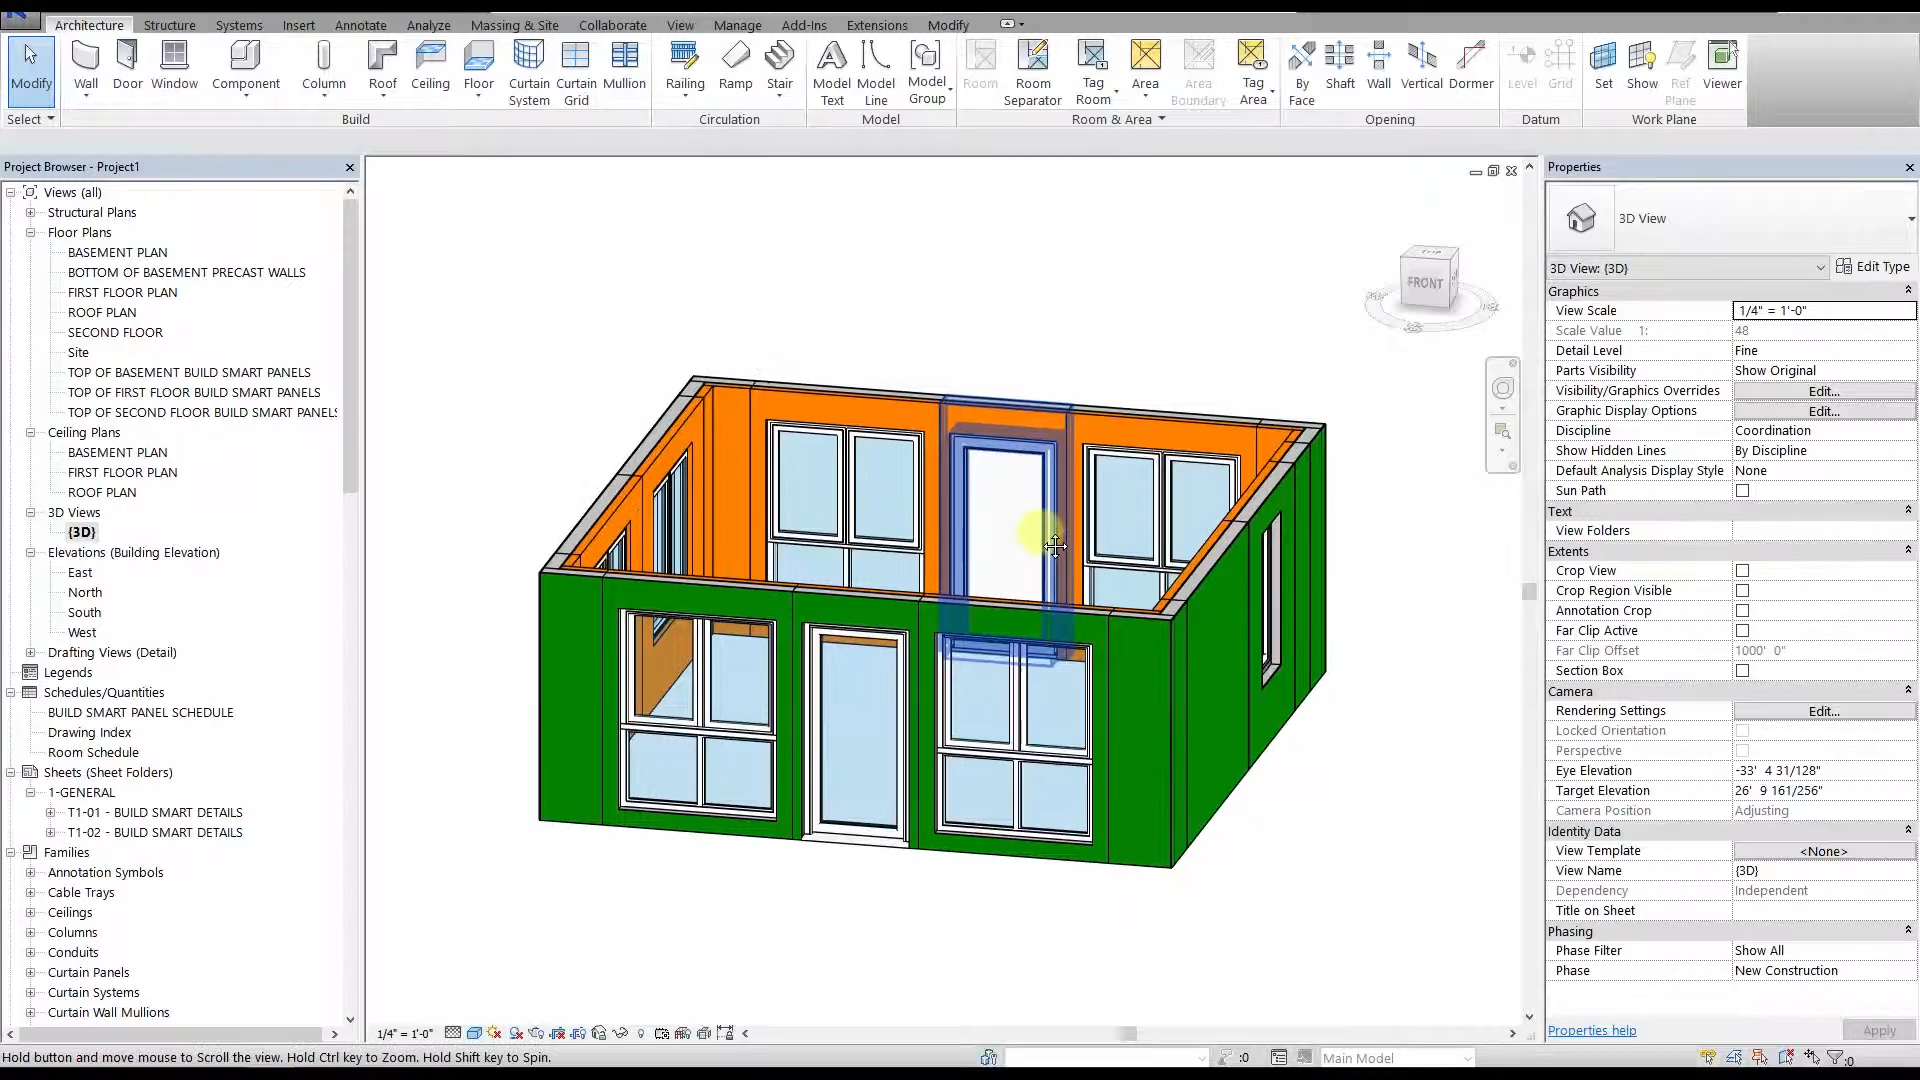 Architecture Structure Systems Insert Annotate Analyze Massing & Site Collaborate View Manage Add-Ins Extensions Modify
Modify Wall Door Window Component Column Roof Ceiling Floor Curtain System Curtain Grid Mullion Railing Ramp Stair Model Text Model Line Model Group Room Room Separator Tag Room Area Area Boundary Tag Area By Face Shaft Wall Vertical Dormer Level Grid Set Show Ref Plane Viewer
Select Build Circulation Model Room & Area Opening Datum Work Plane
Project Browser - Project1
Views (all)
Structural Plans
Floor Plans
BASEMENT PLAN
BOTTOM OF BASEMENT PRECAST WALLS
FIRST FLOOR PLAN
ROOF PLAN
SECOND FLOOR
Site
TOP OF BASEMENT BUILD SMART PANELS
TOP OF FIRST FLOOR BUILD SMART PANELS
TOP OF SECOND FLOOR BUILD SMART PANELS
Ceiling Plans
BASEMENT PLAN
FIRST FLOOR PLAN
ROOF PLAN
3D Views
{3D}
Elevations (Building Elevation)
East
North
South
West
Drafting Views (Detail)
Legends
Schedules/Quantities
BUILD SMART PANEL SCHEDULE
Drawing Index
Room Schedule
Sheets (Sheet Folders)
1-GENERAL
T1-01 - BUILD SMART DETAILS
T1-02 - BUILD SMART DETAILS
Families
Annotation Symbols
Cable Trays
Ceilings
Columns
Conduits
Curtain Panels
Curtain Systems
Curtain Wall Mullions
FRONT
1/4" = 1'-0"
Properties
3D View
3D View: {3D} Edit Type
Graphics
View Scale 1/4" = 1'-0"
Scale Value 1: 48
Detail Level Fine
Parts Visibility Show Original
Visibility/Graphics Overrides Edit...
Graphic Display Options Edit...
Discipline Coordination
Show Hidden Lines By Discipline
Default Analysis Display Style None
Sun Path
Text
View Folders
Extents
Crop View
Crop Region Visible
Annotation Crop
Far Clip Active
Far Clip Offset 1000' 0"
Section Box
Camera
Rendering Settings Edit...
Locked Orientation
Perspective
Eye Elevation -33' 4 31/128"
Target Elevation 26' 9 161/256"
Camera Position Adjusting
Identity Data
View Template <None>
View Name {3D}
Dependency Independent
Title on Sheet
Phasing
Phase Filter Show All
Phase New Construction
Properties help Apply
Hold button and move mouse to Scroll the view. Hold Ctrl key to Zoom. Hold Shift key to Spin. :0 Main Model :0